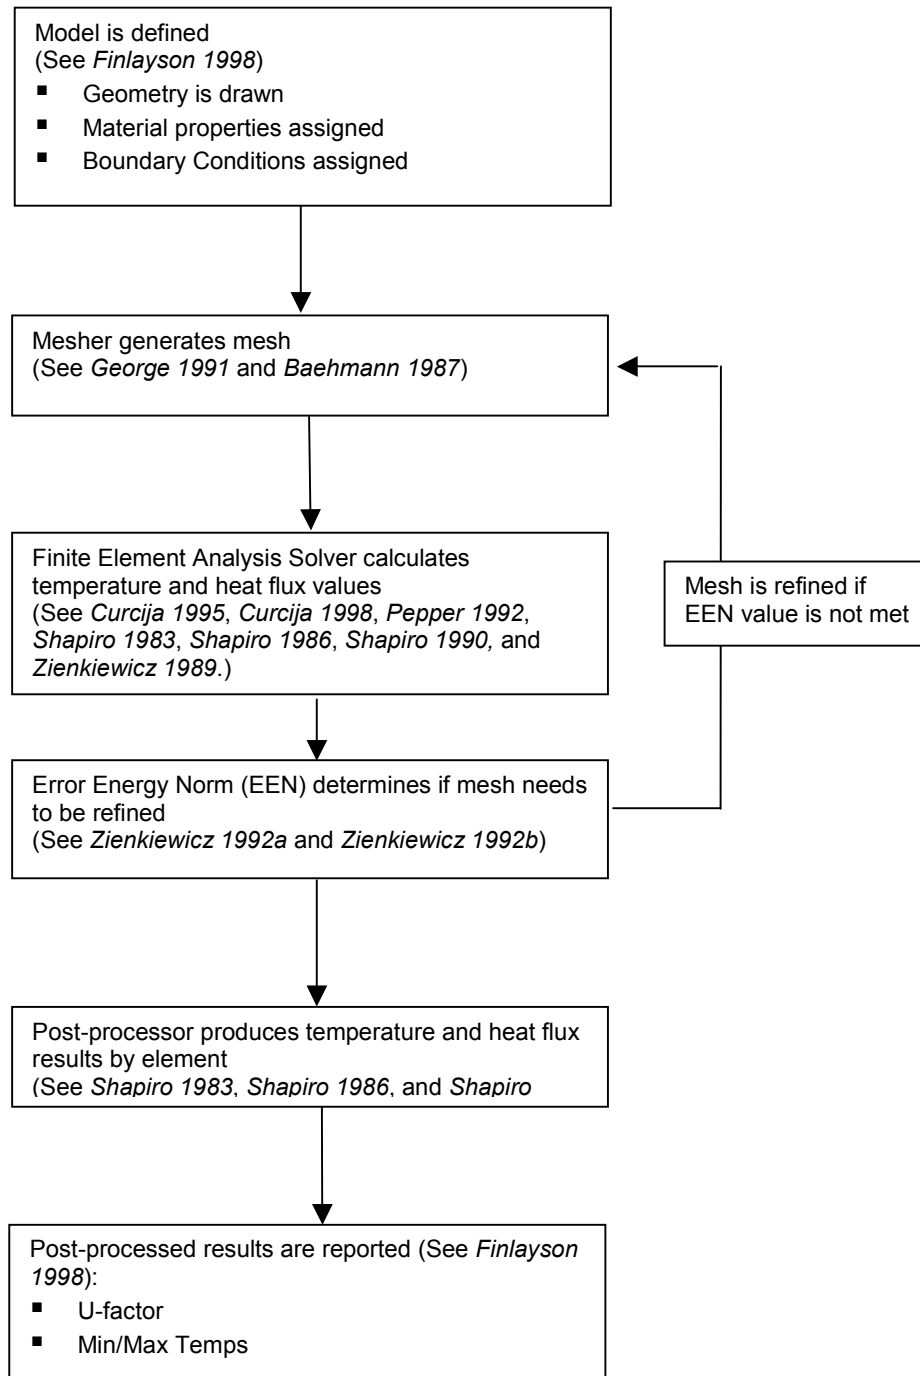 Model is defined
(See Finlayson 1998)
▪ Geometry is drawn
▪ Material properties assigned
▪ Boundary Conditions assigned
Mesher generates mesh
(See George 1991 and Baehmann 1987)
Finite Element Analysis Solver calculates
temperature and heat flux values
(See Curcija 1995, Curcija 1998, Pepper 1992,
Shapiro 1983, Shapiro 1986, Shapiro 1990, and
Zienkiewicz 1989.)
Mesh is refined if
EEN value is not met
Error Energy Norm (EEN) determines if mesh needs
to be refined
(See Zienkiewicz 1992a and Zienkiewicz 1992b)
Post-processor produces temperature and heat flux
results by element
(See Shapiro 1983, Shapiro 1986, and Shapiro
Post-processed results are reported (See Finlayson
1998):
▪ U-factor
▪ Min/Max Temps